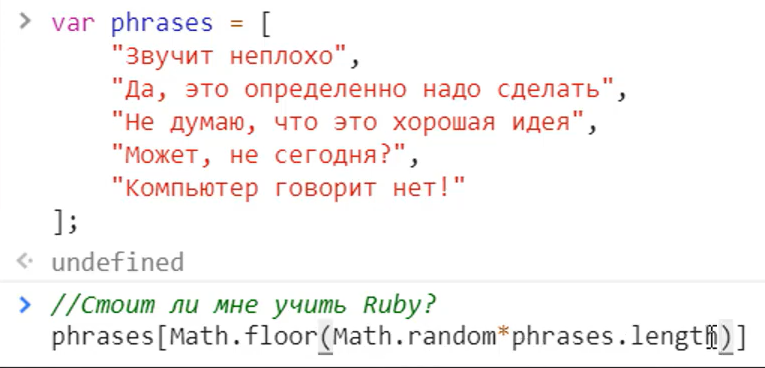 var phrases = [
"Звучит неплохо",
"Да, это определенно надо сделать",
"Не думаю, что это хорошая идея",
"Может, не сегодня?",
"Компьютер говорит нет!"
];
undefined
//Стоит ли мне учить Ruby?
phrases[Math.floor(Math.random*phrases.length)]